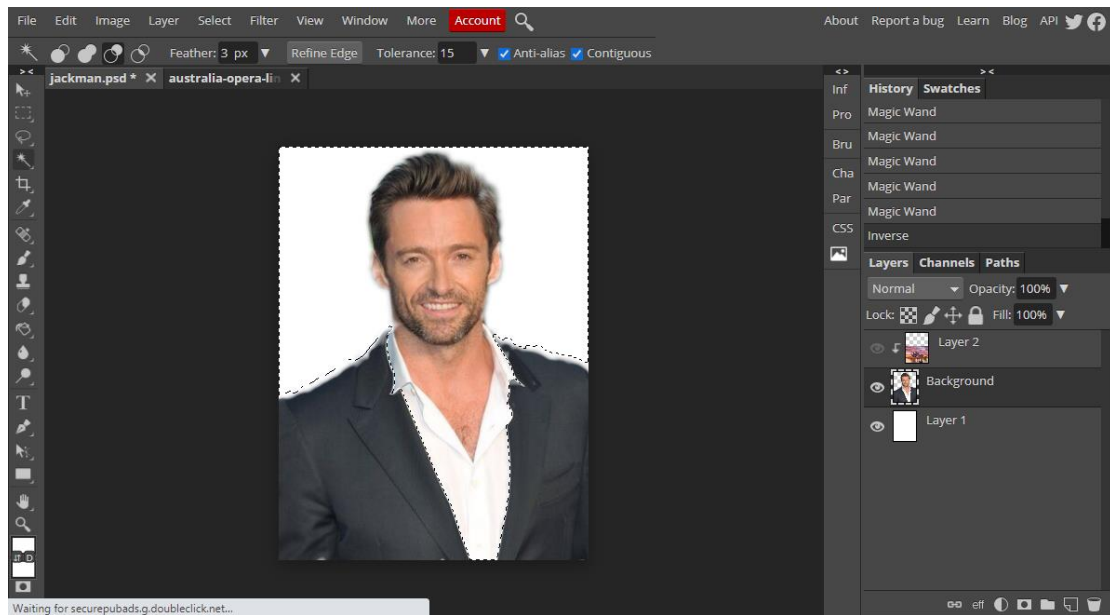 File Edit Image Layer Select Filter View Window More Account About Report a bug Learn Blog API
Feather: 3 px ▼ Refine Edge Tolerance: 15 ▼ Anti-alias Contiguous
jackman.psd * X australia-opera-lin X
Inf
Pro
Bru
Cha
Par
CSS
History Swatches
Magic Wand
Magic Wand
Magic Wand
Magic Wand
Magic Wand
Inverse
Layers Channels Paths
Normal Opacity: 100% ▼
Lock: Fill: 100% ▼
Layer 2
Background
Layer 1
T
D
eff
Waiting for securepubads.g.doubleclick.net...